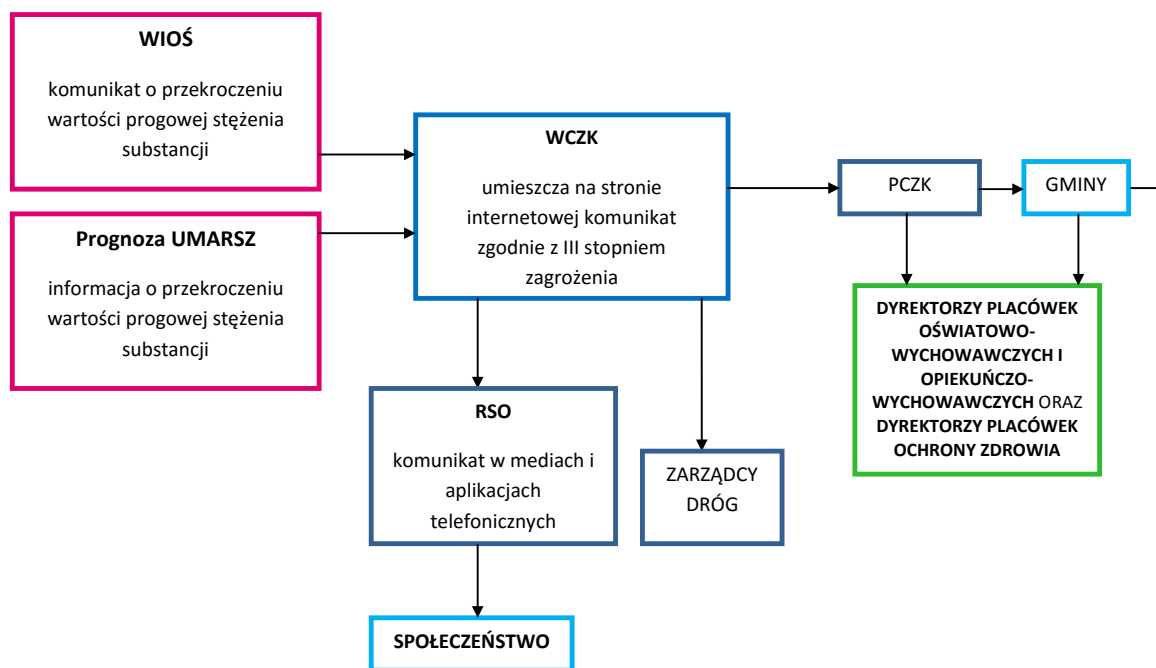 WIOŚ
komunikat o przekroczeniu
wartości progowej stężenia
substancji
Prognoza UMARSZ
informacja o przekroczeniu
wartości progowej stężenia
substancji
WCZK
umieszcza na stronie
internetowej komunikat
zgodnie z III stopniem
zagrożenia
PCZK
GMINY
DYREKTORZY PLACÓWEK
OŚWIATOWO-
WYCHOWAWCZYCH I
OPIEKUŃCZO-
WYCHOWAWCZYCH ORAZ
DYREKTORZY PLACÓWEK
OCHRONY ZDROWIA
RSO
komunikat w mediach i
aplikacjach
telefonicznych
ZARZĄDCY
DRÓG
SPOŁECZEŃSTWO